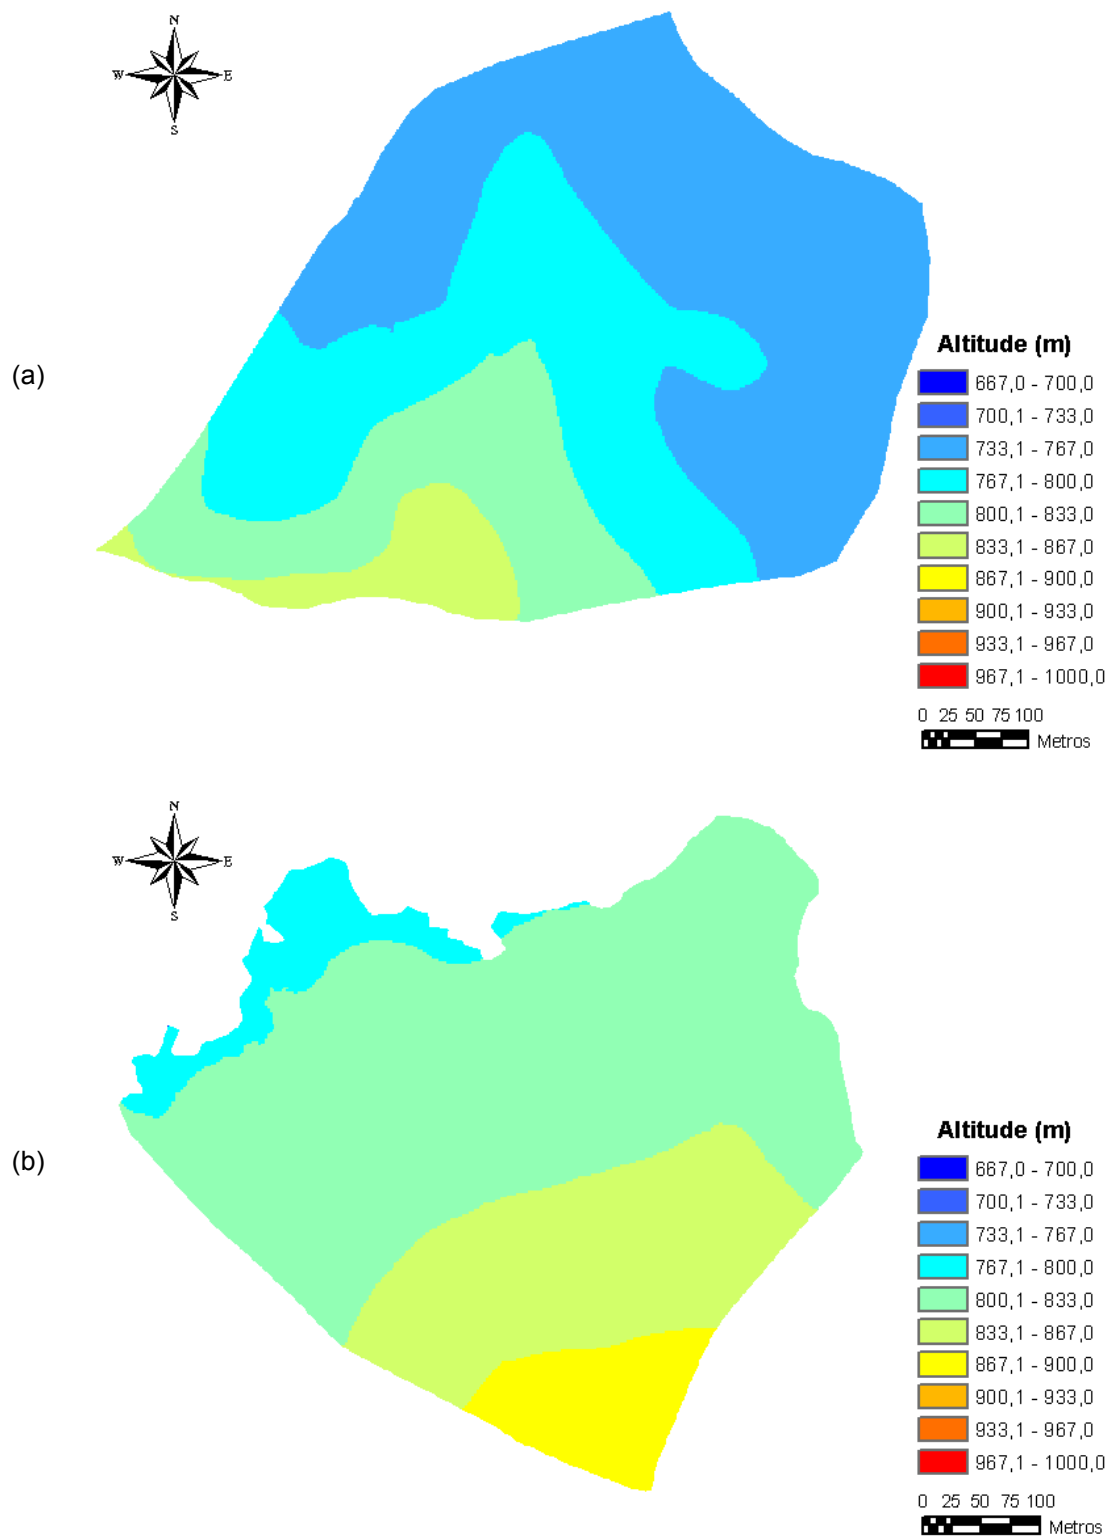 N
W E
S
(a)
Altitude (m)
667,0 - 700,0
700,1 - 733,0
733,1 - 767,0
767,1 - 800,0
800,1 - 833,0
833,1 - 867,0
867,1 - 900,0
900,1 - 933,0
933,1 - 967,0
967,1 - 1000,0
0 25 50 75 100
Metros
N
W E
S
(b)
Altitude (m)
667,0 - 700,0
700,1 - 733,0
733,1 - 767,0
767,1 - 800,0
800,1 - 833,0
833,1 - 867,0
867,1 - 900,0
900,1 - 933,0
933,1 - 967,0
967,1 - 1000,0
0 25 50 75 100
Metros